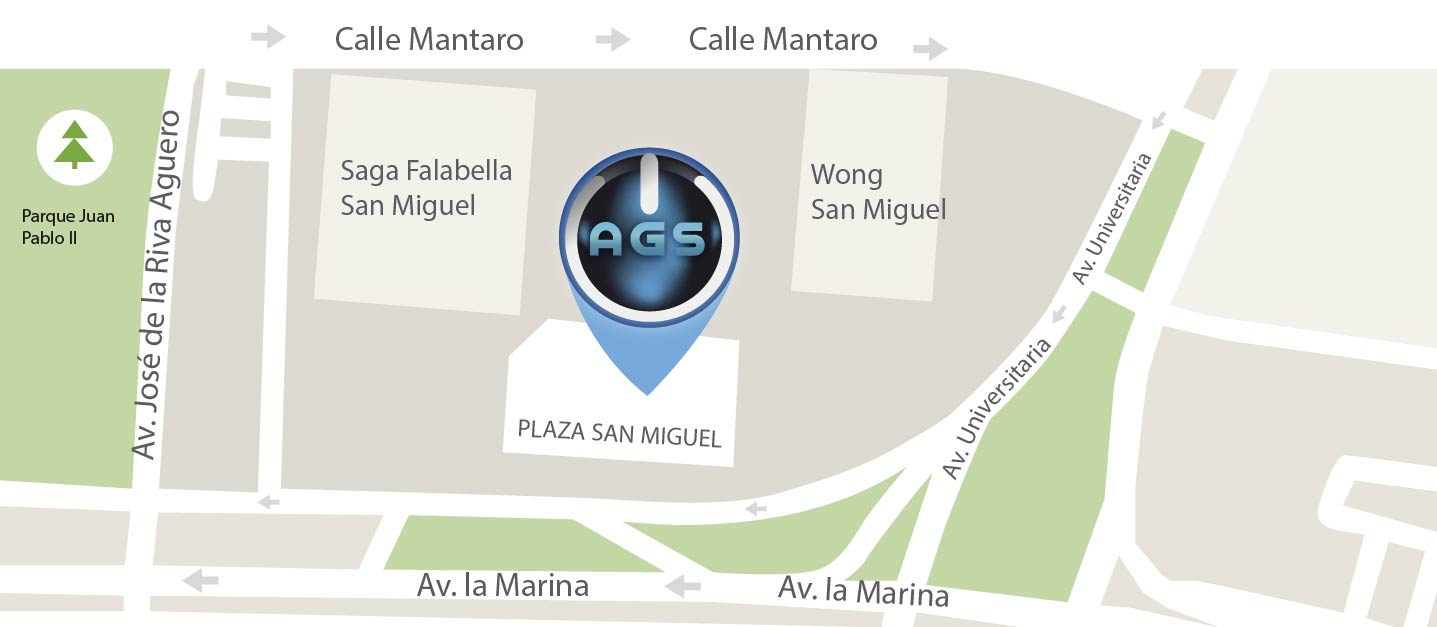 Calle Mantaro
Calle Mantaro
Av. José de la Riva Aguero
Parque Juan
Pablo II
Saga Falabella
San Miguel
AGS
Wong
San Miguel
Av. Universitaria
Av. Universitaria
PLAZA SAN MIGUEL
Av. la Marina
Av. la Marina